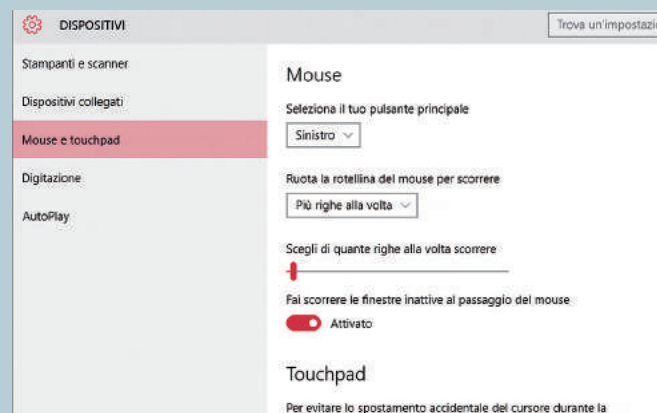 DISPOSITIVI
Trova un'impostazi
Stampanti e scanner
Dispositivi collegati
Mouse e touchpad
Digitazione
AutoPlay
Mouse
Seleziona il tuo pulsante principale
Sinistro
Ruota la rotellina del mouse per scorrere
Più righe alla volta
Scegli di quante righe alla volta scorrere
Fai scorrere le finestre inattive al passaggio del mouse
Attivato
Touchpad
Per evitare lo spostamento accidentale del cursore durante la